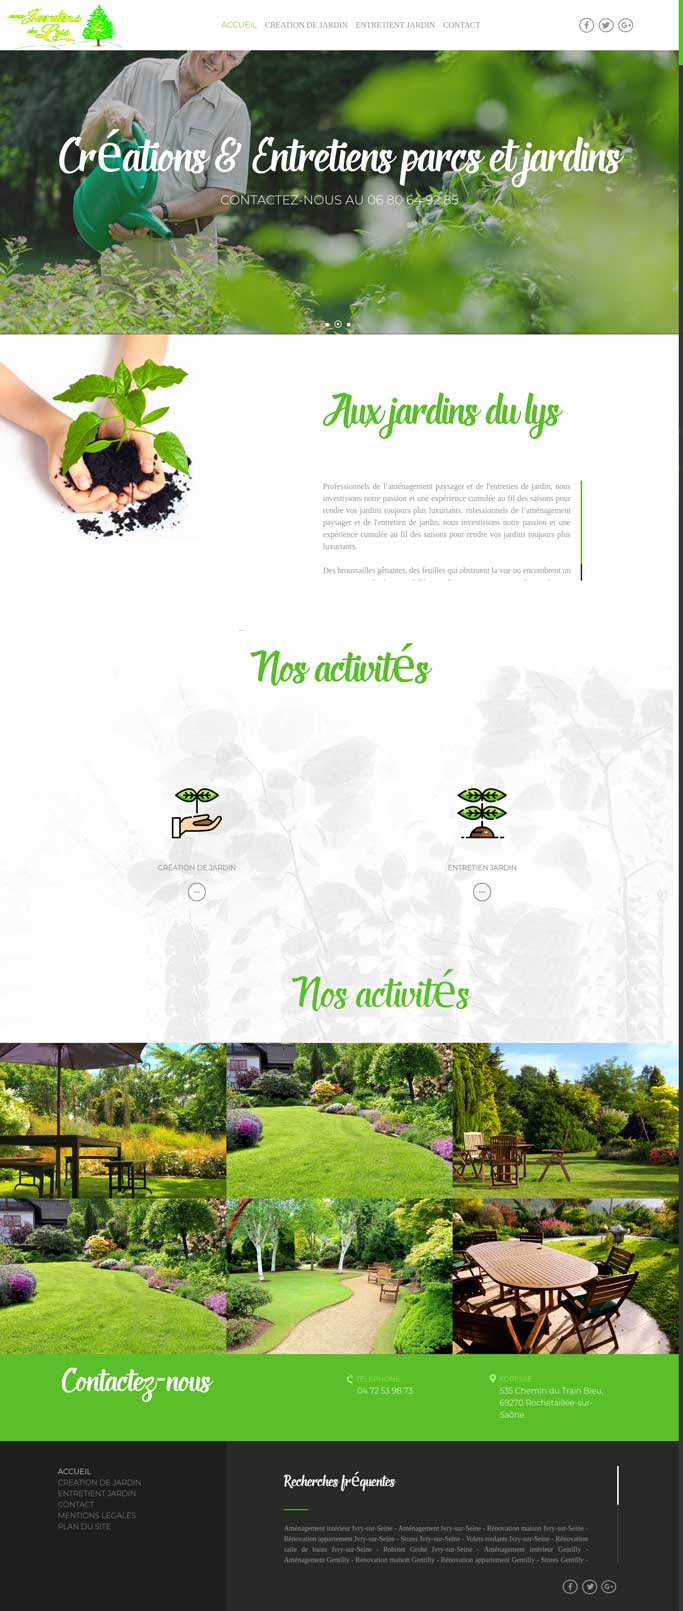 aux Jardins
du Lys
ACCUEIL CREATION DE JARDIN ENTRETIENT JARDIN CONTACT
Créations & Entretiens parcs et jardins
CONTACTEZ-NOUS AU 06 80 64 92 85
Aux jardins du lys
Professionnels de l'aménagement paysager et de l'entretien de jardin, nous
investissons notre passion et une expérience cumulée au fil des saisons pour
rendre vos jardins toujours plus luxuriants. rofessionnels de l'aménagement
paysager et de l'entretien de jardin, nous investissons notre passion et une
expérience cumulée au fil des saisons pour rendre vos jardins toujours plus
luxuriants.
Des broussailles gênantes, des feuilles qui obstruent la vue ou encombrent un
Nos activités
CRÉATION DE JARDIN
ENTRETIEN JARDIN
Nos activités
Contactez-nous
TELEPHONE
04 72 53 98 73
ADRESSE
535 Chemin du Train Bleu,
69270 Rochetaillée-sur-
Saône
ACCUEIL
CREATION DE JARDIN
ENTRETIENT JARDIN
CONTACT
MENTIONS LEGALES
PLAN DU SITE
Recherches fréquentes
Aménagement intérieur Ivry-sur-Seine - Aménagement Ivry-sur-Seine - Rénovation maison Ivry-sur-Seine -
Rénovation appartement Ivry-sur-Seine - Stores Ivry-sur-Seine - Volets roulants Ivry-sur-Seine - Rénovation
salle de bains Ivry-sur-Seine - Robinet Grohé Ivry-sur-Seine - Aménagement intérieur Gentilly -
Aménagement Gentilly - Rénovation maison Gentilly - Rénovation appartement Gentilly - Stores Gentilly -